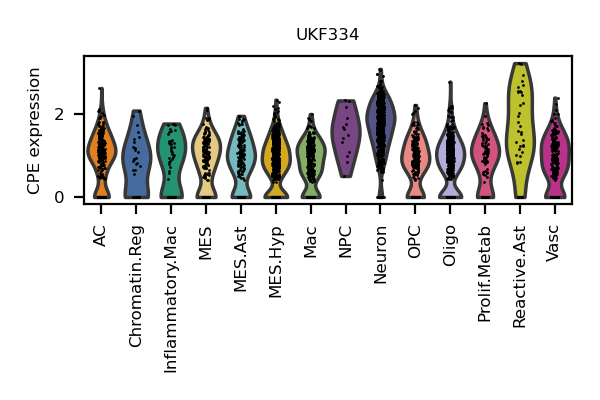 UKF334
CPE expression
2
0
AC
Chromatin.Reg
Inflammatory.Mac
MES
MES.Ast
MES.Hyp
Mac
NPC
Neuron
OPC
Oligo
Prolif.Metab
Reactive.Ast
Vasc